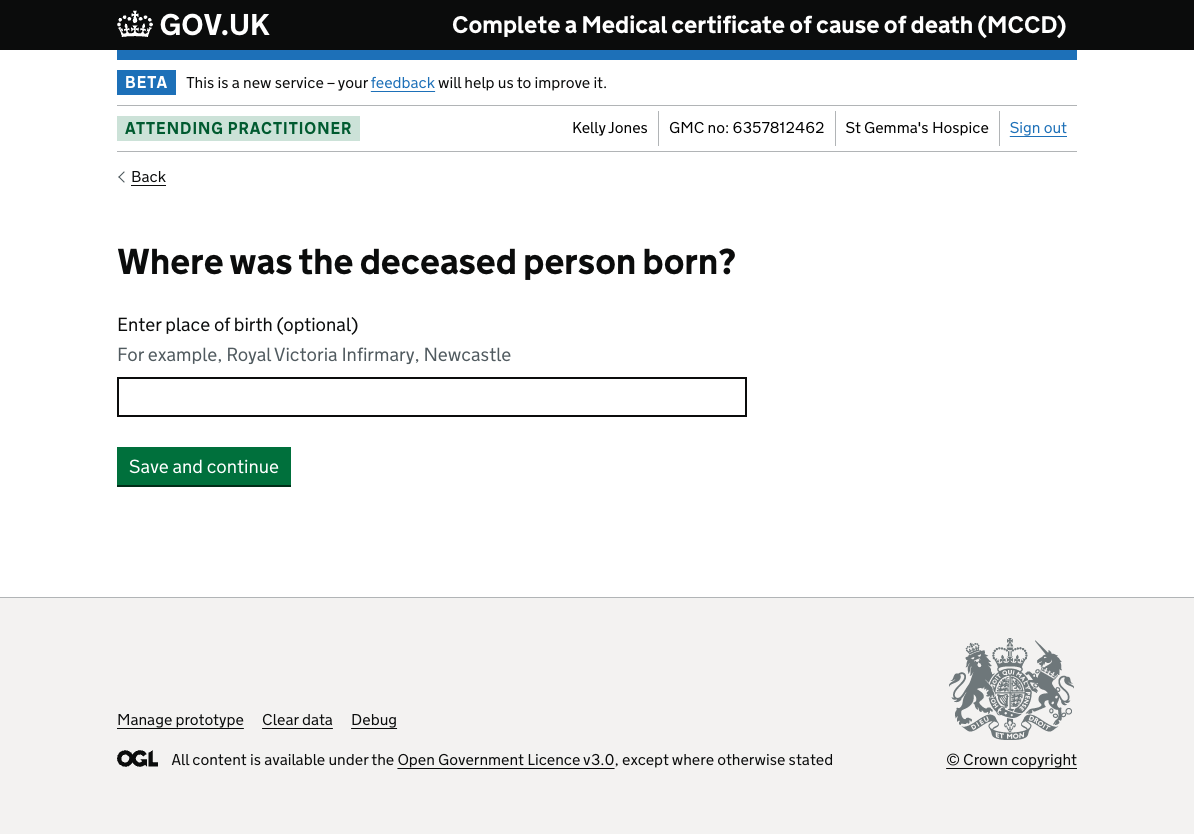 GOV.UK
Complete a Medical certificate of cause of death (MCCD)
BETA This is a new service – your feedback will help us to improve it.
ATTENDING PRACTITIONER Kelly Jones GMC no: 6357812462 St Gemma's Hospice Sign out
Back
Where was the deceased person born?
Enter place of birth (optional)
For example, Royal Victoria Infirmary, Newcastle
Save and continue
Manage prototype Clear data Debug
DIEU ET MON DROIT
OGL All content is available under the Open Government Licence v3.0, except where otherwise stated
© Crown copyright